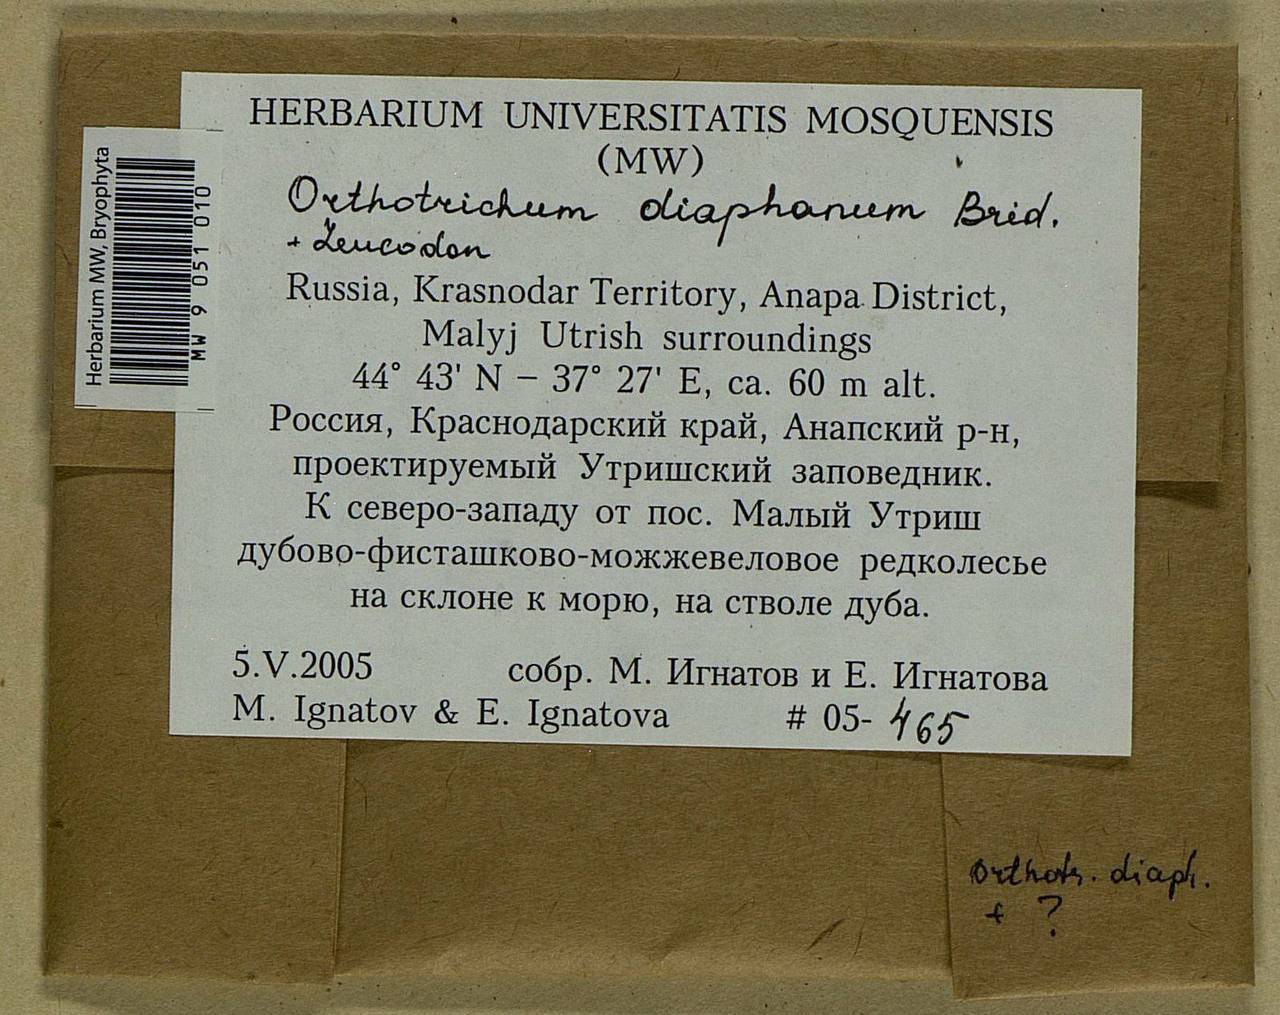 HERBARIUM UNIVERSITATIS MOSQUENSIS
(MW)
Orthotrichum diaphanum Brid.
+ Leucodon
Russia, Krasnodar Territory, Anapa District,
Malyj Utrish surroundings
44° 43' N – 37° 27' E, ca. 60 m alt.
Россия, Краснодарский край, Анапский р-н,
проектируемый Утришский заповедник.
К северо-западу от пос. Малый Утриш
дубово-фисташково-можжевеловое редколесье
на склоне к морю, на стволе дуба.
5.V.2005 собр. М. Игнатов и Е. Игнатова
M. Ignatov & E. Ignatova # 05-465
Herbarium MW, Bryophyta
MW 9 051 010
Orthotr. diaph.
+ ?